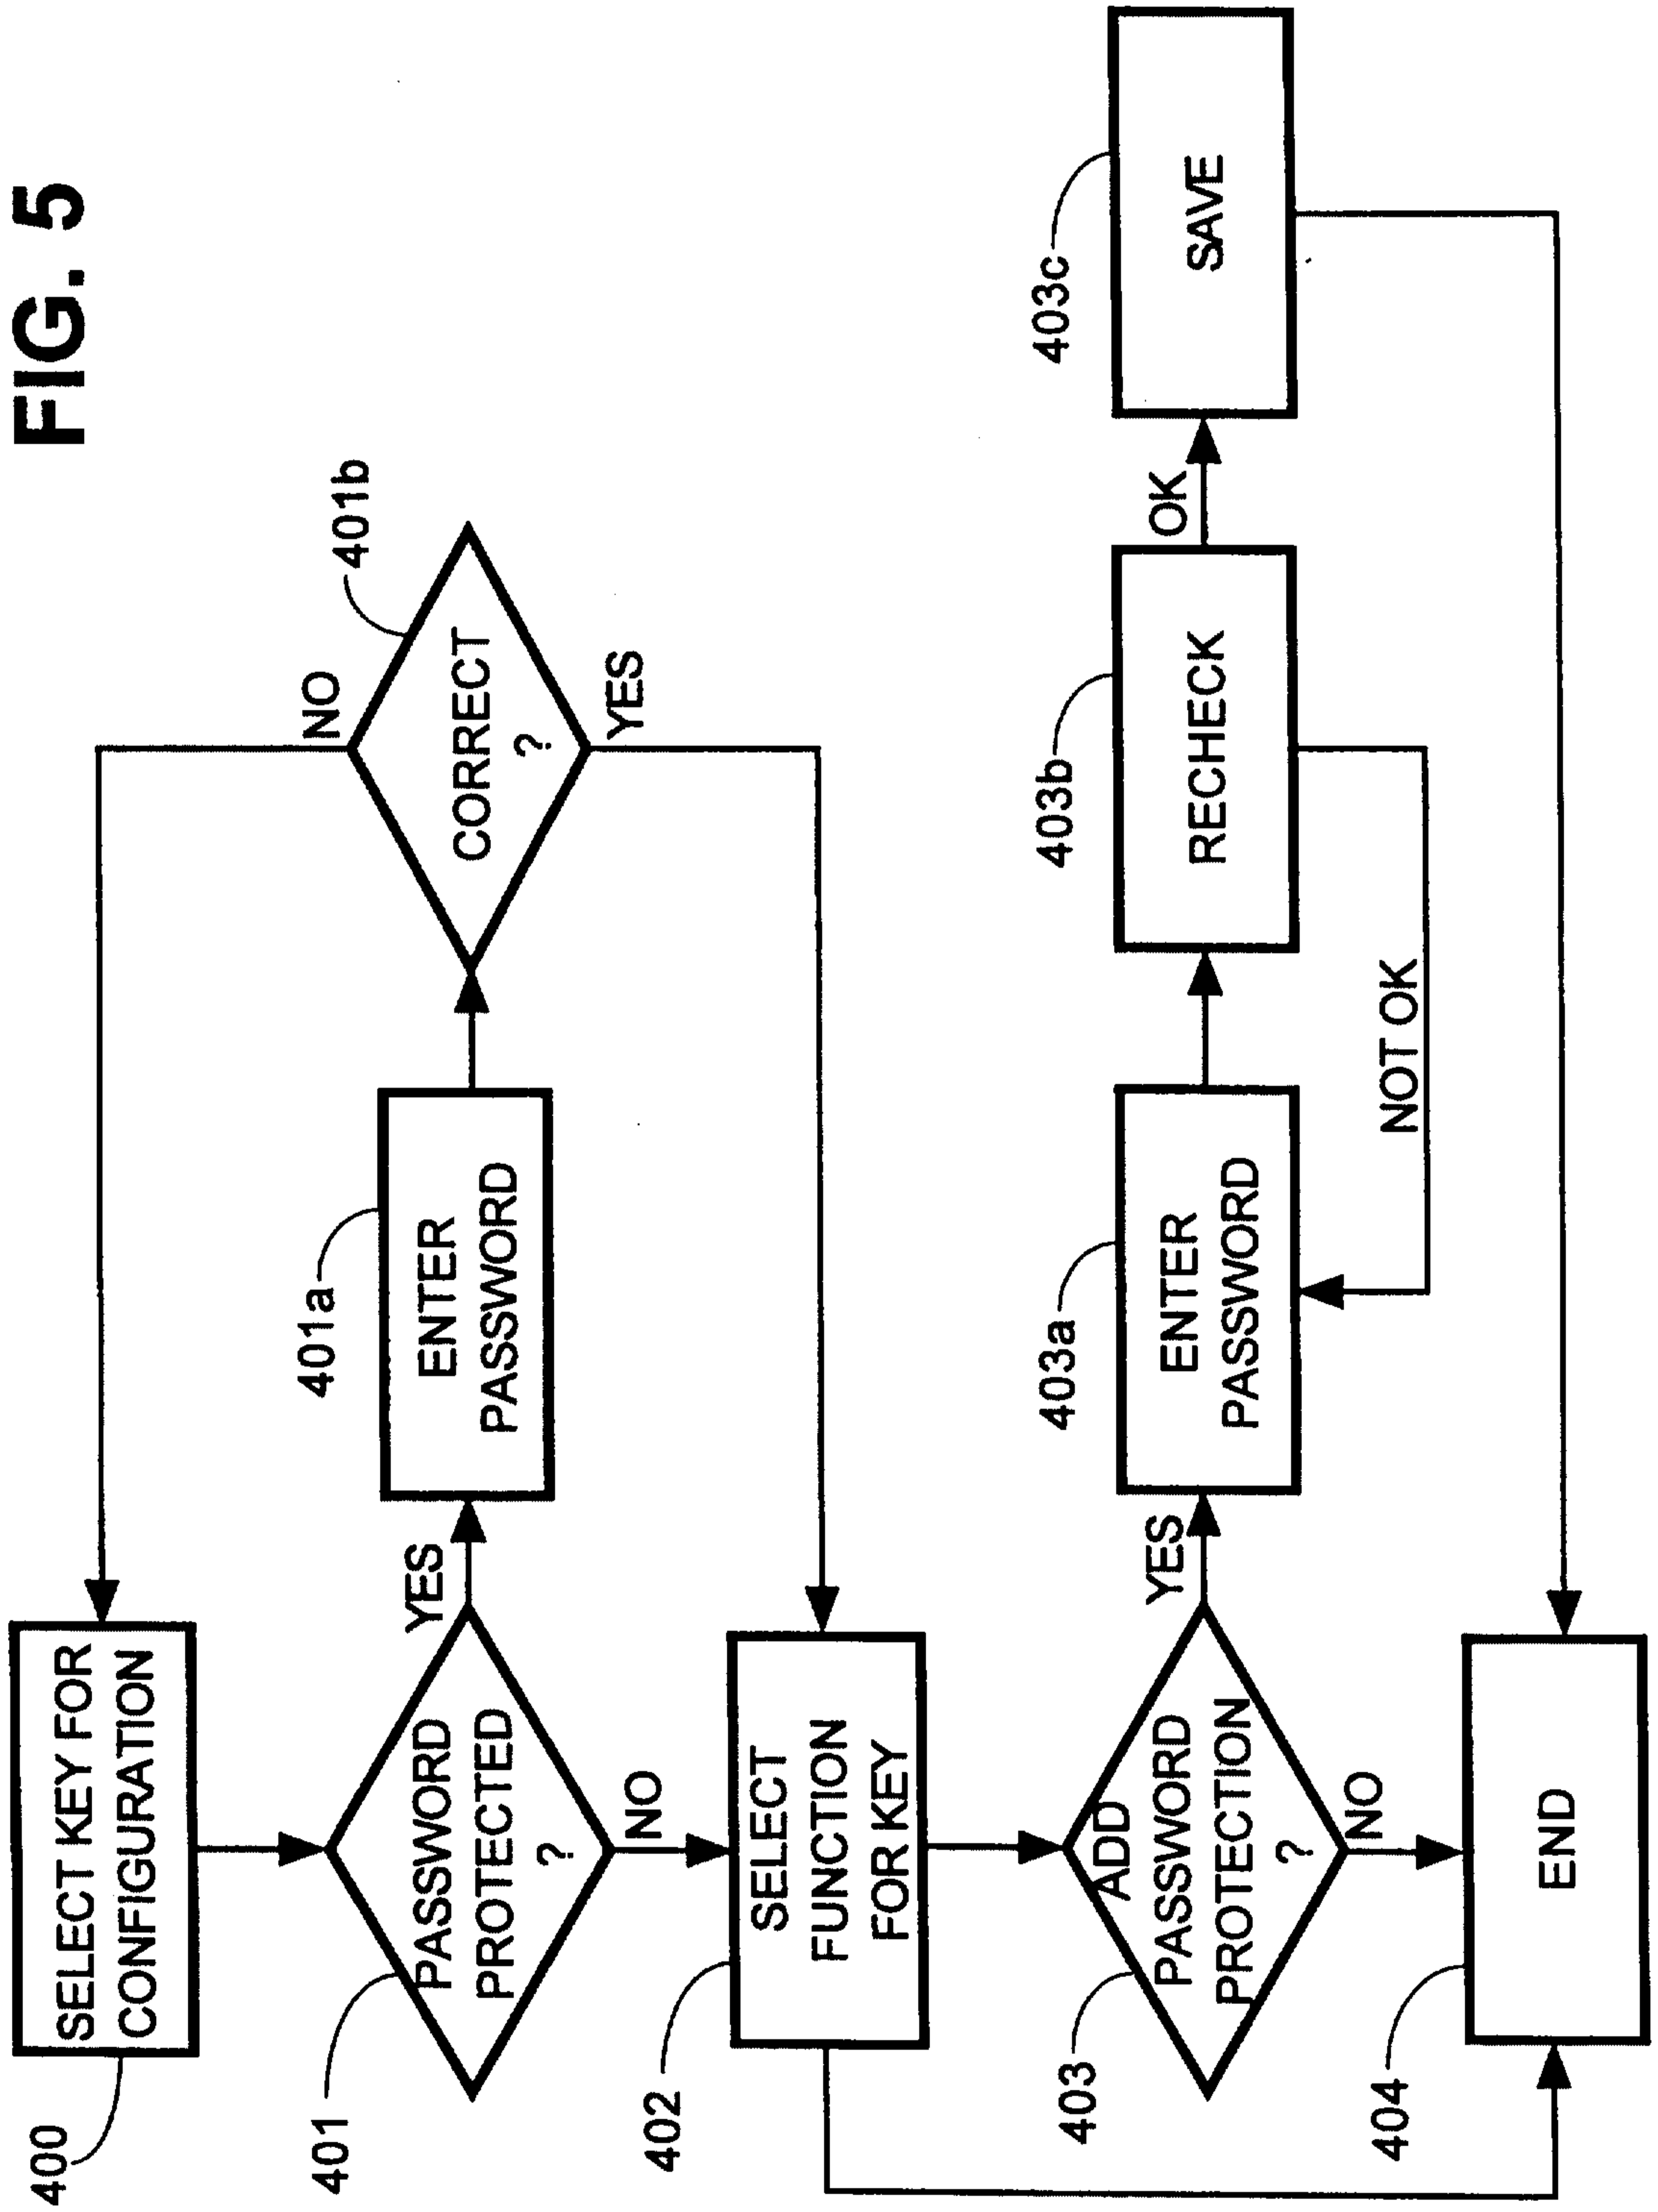 FIG. 5
400
SELECT KEY FOR
CONFIGURATION
401
PASSWORD
PROTECTED
?
YES
NO
401a
ENTER
PASSWORD
401b
CORRECT
?
NO
YES
402
SELECT
FUNCTION
FOR KEY
403
ADD
PASSWORD
PROTECTION
?
YES
NO
403a
ENTER
PASSWORD
403b
RECHECK
OK
NOT OK
403c
SAVE
404
END